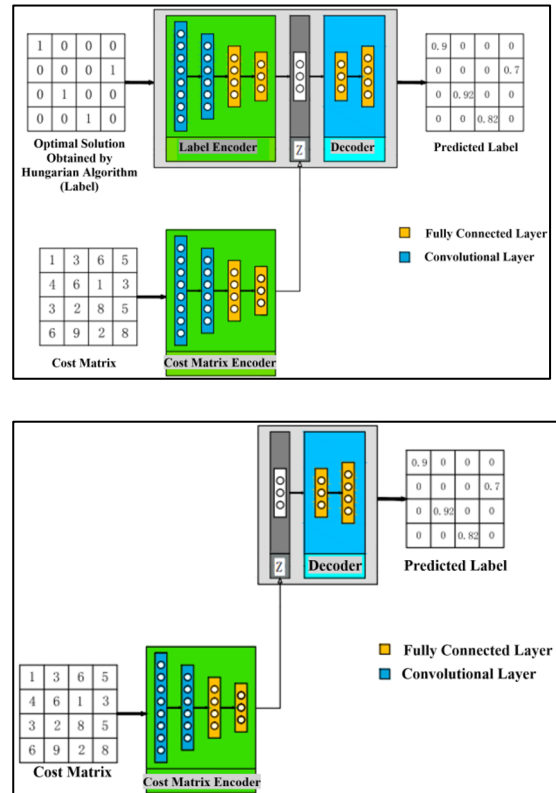 1 0 0 0
0 0 0 1
0 1 0 0
0 0 1 0
Optimal Solution
Obtained by
Hungarian Algorithm
(Label)
Label Encoder
Z
Decoder
0.9 0 0 0
0 0 0 0.7
0 0.92 0 0
0 0 0.82 0
Predicted Label
Fully Connected Layer
Convolutional Layer
1 3 6 5
4 6 1 3
3 2 8 5
6 9 2 8
Cost Matrix
Cost Matrix Encoder
Z
Decoder
0.9 0 0 0
0 0 0 0.7
0 0.92 0 0
0 0 0.82 0
Predicted Label
Fully Connected Layer
Convolutional Layer
1 3 6 5
4 6 1 3
3 2 8 5
6 9 2 8
Cost Matrix
Cost Matrix Encoder